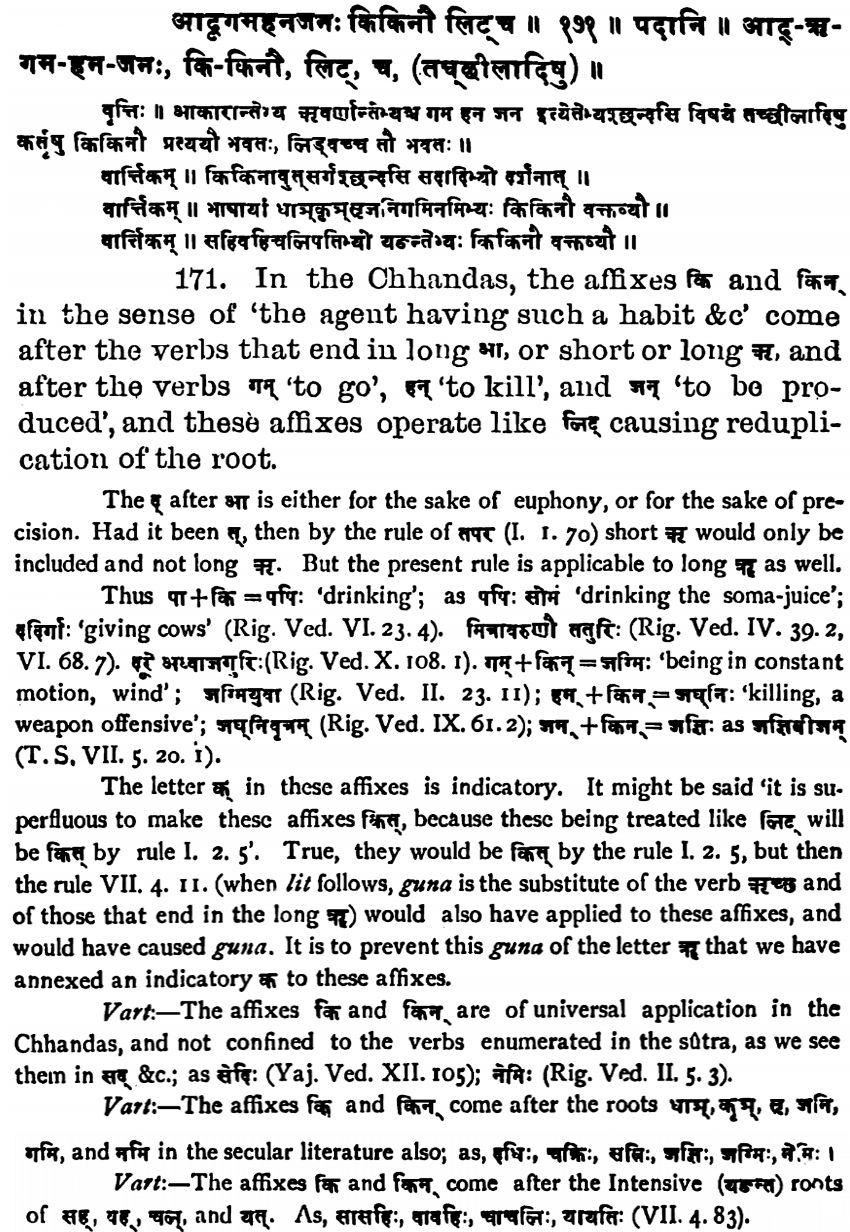 आदृगमहनजनः किकिनौ लिट् च ॥ १७१ ॥ पदानि ॥ आद्-ऋ-
गम-हन-जनः, कि-किनौ, लिट्, च, (तच्छीलादिषु) ॥
वृत्तिः ॥ आकारान्तेभ्य ऋवर्णान्तेभ्यश्च गम हन जन इत्येतेभ्यश्छन्दसि विषये तच्छीलादिषु
कर्तृषु किकिनौ प्रत्ययौ भवतः, लिड्वच्च तौ भवतः ॥
वार्त्तिकम् ॥ किकिनावुत्सर्गश्छन्दसि सदादिभ्यो दर्शनात् ॥
वार्त्तिकम् ॥ भाषायां धाञ्कृञ्सृजनिगमिनमिभ्यः किकिनौ वक्तव्यौ ॥
वार्त्तिकम् ॥ सहिवहिचलिपतिभ्यो यङन्तेभ्यः किकिनौ वक्तव्यौ ॥
171. In the Chhandas, the affixes कि and किन्
in the sense of ‘the agent having such a habit &c’ come
after the verbs that end in long आ, or short or long ऋ, and
after the verbs गम् ‘to go’, हन् ‘to kill’, and जन् ‘to be pro-
duced’, and these affixes operate like लिट् causing redupli-
cation of the root.
The द् after आ is either for the sake of euphony, or for the sake of pre-
cision. Had it been त्, then by the rule of तपर (I. 1. 70) short ऋ would only be
included and not long ॠ. But the present rule is applicable to long ॠ as well.
Thus पा+कि = पपिः ‘drinking’; as पपिः सोमं ‘drinking the soma-juice’;
ददिर्गाः ‘giving cows’ (Rig. Ved. VI. 23. 4). मित्रावरुणौ ततुरिः (Rig. Ved. IV. 39. 2,
VI. 68. 7). दूरे अध्वाजगुरिः (Rig. Ved. X. 108. 1). गम्+किन् = जग्मिः ‘being in constant
motion, wind’; जग्मियुवा (Rig. Ved. II. 23. 11); हन्+किन् = जघ्निः ‘killing, a
weapon offensive’; जघ्निवृत्रम् (Rig. Ved. IX. 61. 2); जन्+किन् = जज्ञिः as जज्ञिबीजम्
(T. S. VII. 5. 20. 1).
The letter क् in these affixes is indicatory. It might be said ‘it is su-
perfluous to make these affixes कित्, because these being treated like लिट् will
be कित् by rule I. 2. 5’. True, they would be कित् by the rule I. 2. 5, but then
the rule VII. 4. 11. (when lit follows, guna is the substitute of the verb ऋच्छ and
of those that end in the long ॠ) would also have applied to these affixes, and
would have caused guna. It is to prevent this guna of the letter ॠ that we have
annexed an indicatory क to these affixes.
Vart:—The affixes कि and किन् are of universal application in the
Chhandas, and not confined to the verbs enumerated in the sûtra, as we see
them in सद् &c.; as सेदिः (Yaj. Ved. XII. 105); नेमिः (Rig. Ved. II. 5. 3).
Vart:—The affixes कि and किन् come after the roots धाञ्, कृञ्, सृ, जनि,
गमि, and नमि in the secular literature also; as, दधिः, चक्रिः, सस्रिः, जज्ञिः, जग्मिः, नेमिः ।
Vart:—The affixes कि and किन् come after the Intensive (यङन्त) roots
of सह्, वह्, चल्, and यत्. As, सासहिः, वावहिः, चाचलिः, यायतिः (VII. 4. 83).